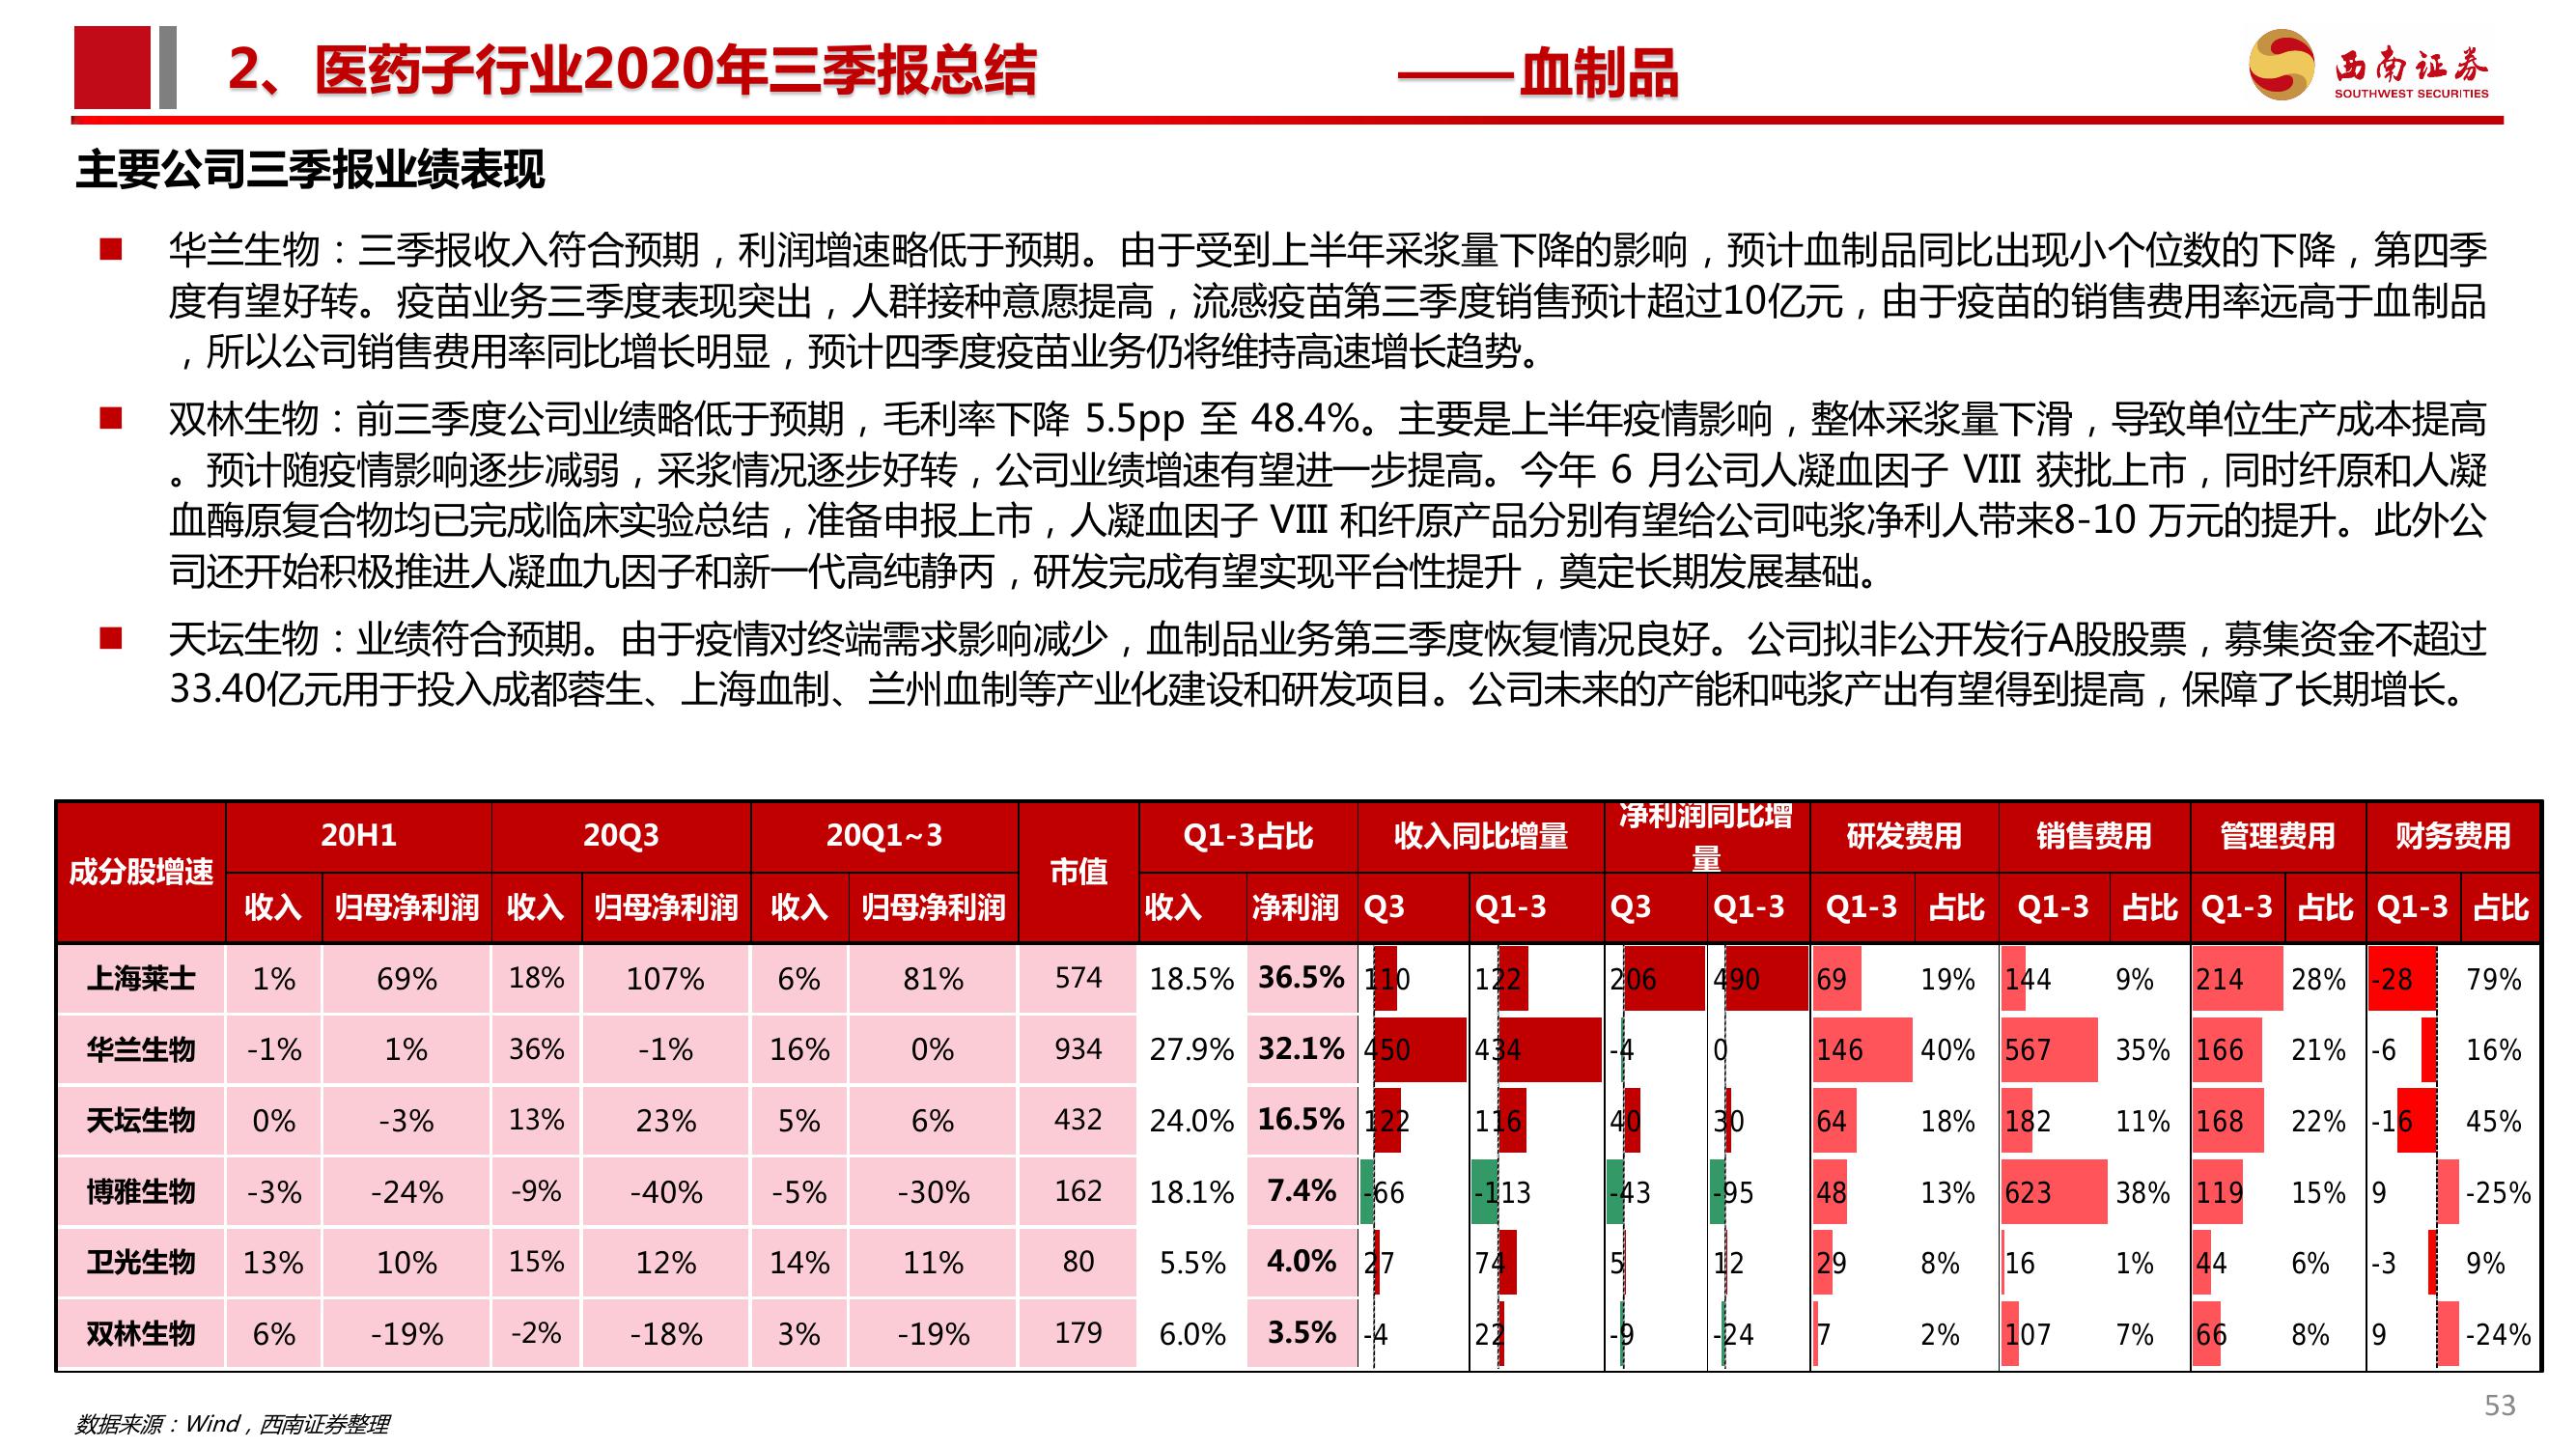 2、医药子行业2020年三季报总结 ——血制品
西南证券
SOUTHWEST SECURITIES
主要公司三季报业绩表现
■ 华兰生物：三季报收入符合预期，利润增速略低于预期。由于受到上半年采浆量下降的影响，预计血制品同比出现小个位数的下降，第四季
度有望好转。疫苗业务三季度表现突出，人群接种意愿提高，流感疫苗第三季度销售预计超过10亿元，由于疫苗的销售费用率远高于血制品
，所以公司销售费用率同比增长明显，预计四季度疫苗业务仍将维持高速增长趋势。
■ 双林生物：前三季度公司业绩略低于预期，毛利率下降 5.5pp 至 48.4%。主要是上半年疫情影响，整体采浆量下滑，导致单位生产成本提高
。预计随疫情影响逐步减弱，采浆情况逐步好转，公司业绩增速有望进一步提高。今年 6 月公司人凝血因子 VIII 获批上市，同时纤原和人凝
血酶原复合物均已完成临床实验总结，准备申报上市，人凝血因子 VIII 和纤原产品分别有望给公司吨浆净利人带来8-10 万元的提升。此外公
司还开始积极推进人凝血九因子和新一代高纯静丙，研发完成有望实现平台性提升，奠定长期发展基础。
■ 天坛生物：业绩符合预期。由于疫情对终端需求影响减少，血制品业务第三季度恢复情况良好。公司拟非公开发行A股股票，募集资金不超过
33.40亿元用于投入成都蓉生、上海血制、兰州血制等产业化建设和研发项目。公司未来的产能和吨浆产出有望得到提高，保障了长期增长。
成分股增速 20H1 20Q3 20Q1~3 市值 Q1-3占比 收入同比增量 净利润同比增量 研发费用 销售费用 管理费用 财务费用
收入 归母净利润 收入 归母净利润 收入 归母净利润 收入 净利润 Q3 Q1-3 Q3 Q1-3 Q1-3 占比 Q1-3 占比 Q1-3 占比 Q1-3 占比
上海莱士 1% 69% 18% 107% 6% 81% 574 18.5% 36.5% 110 122 206 490 69 19% 144 9% 214 28% -28 79%
华兰生物 -1% 1% 36% -1% 16% 0% 934 27.9% 32.1% 450 434 -4 0 146 40% 567 35% 166 21% -6 16%
天坛生物 0% -3% 13% 23% 5% 6% 432 24.0% 16.5% 122 116 40 30 64 18% 182 11% 168 22% -16 45%
博雅生物 -3% -24% -9% -40% -5% -30% 162 18.1% 7.4% -66 -113 -43 -95 48 13% 623 38% 119 15% 9 -25%
卫光生物 13% 10% 15% 12% 14% 11% 80 5.5% 4.0% 27 74 5 12 29 8% 16 1% 44 6% -3 9%
双林生物 6% -19% -2% -18% 3% -19% 179 6.0% 3.5% -4 22 -9 -24 7 2% 107 7% 66 8% 9 -24%
数据来源：Wind，西南证券整理
53